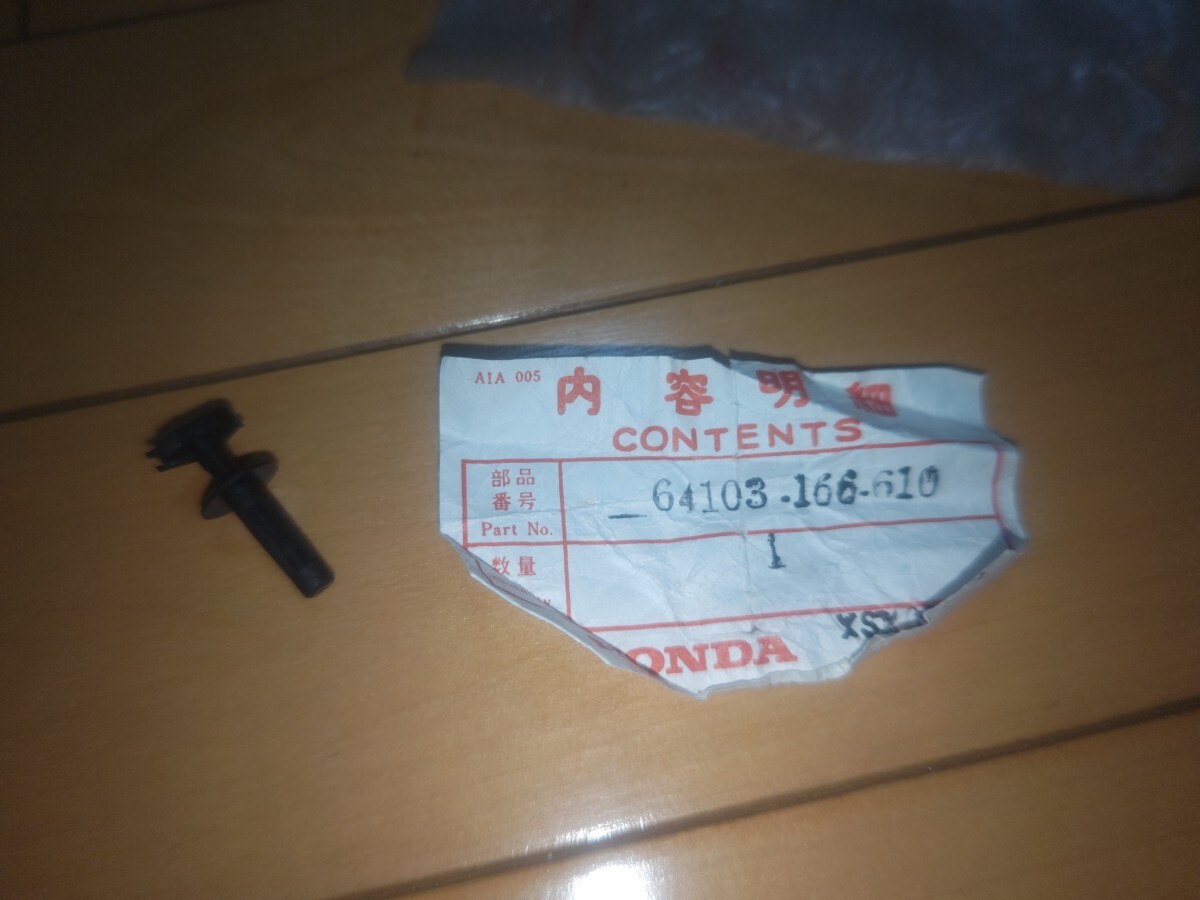 AIA 005
内容明細
CONTENTS
部品
番号
Part No.
64103-166-610
数量
1
ONDA